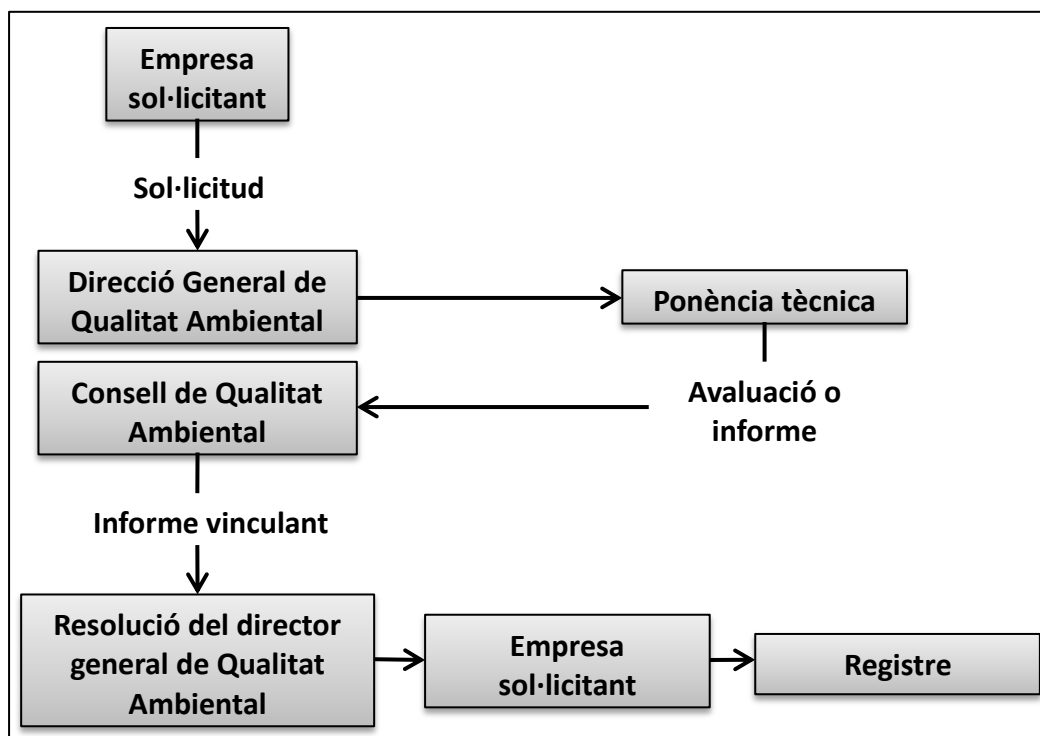 Empresa
sol·licitant
Sol·licitud
Direcció General de
Qualitat Ambiental
Ponència tècnica
Avaluació o
informe
Consell de Qualitat
Ambiental
Informe vinculant
Resolució del director
general de Qualitat
Ambiental
Empresa
sol·licitant
Registre